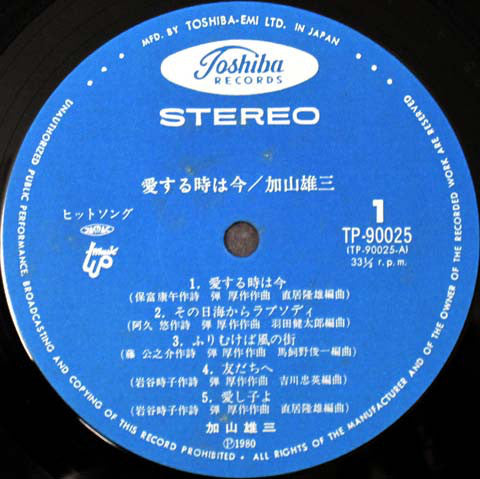 MFD. BY TOSHIBA-EMI LTD. IN JAPAN
Toshiba
RECORDS
STEREO
愛する時は今/加山雄三
ヒットソング
1
TP-90025
(TP-90025-A)
33⅓ r.p.m.
1. 愛する時は今
(保富康午作詩 弾 厚作作曲 直居隆雄編曲)
2. その日海からラプソディ
(阿久 悠作詩 弾 厚作作曲 羽田健太郎編曲)
3. ふりむけば風の街
(藤 公之介作詩 弾 厚作作曲 馬飼野俊一編曲)
4. 友だちへ
(岩谷時子作詩 弾 厚作作曲 吉川忠英編曲)
5. 愛し子よ
(岩谷時子作詩 弾 厚作作曲 直居隆雄編曲)
加山雄三
Ⓟ1980
UNAUTHORIZED PUBLIC PERFORMANCE, BROADCASTING AND COPYING OF THIS RECORD PROHIBITED • ALL RIGHTS OF THE MANUFACTURER AND OF THE OWNER OF THE RECORDED WORK ARE RESERVED